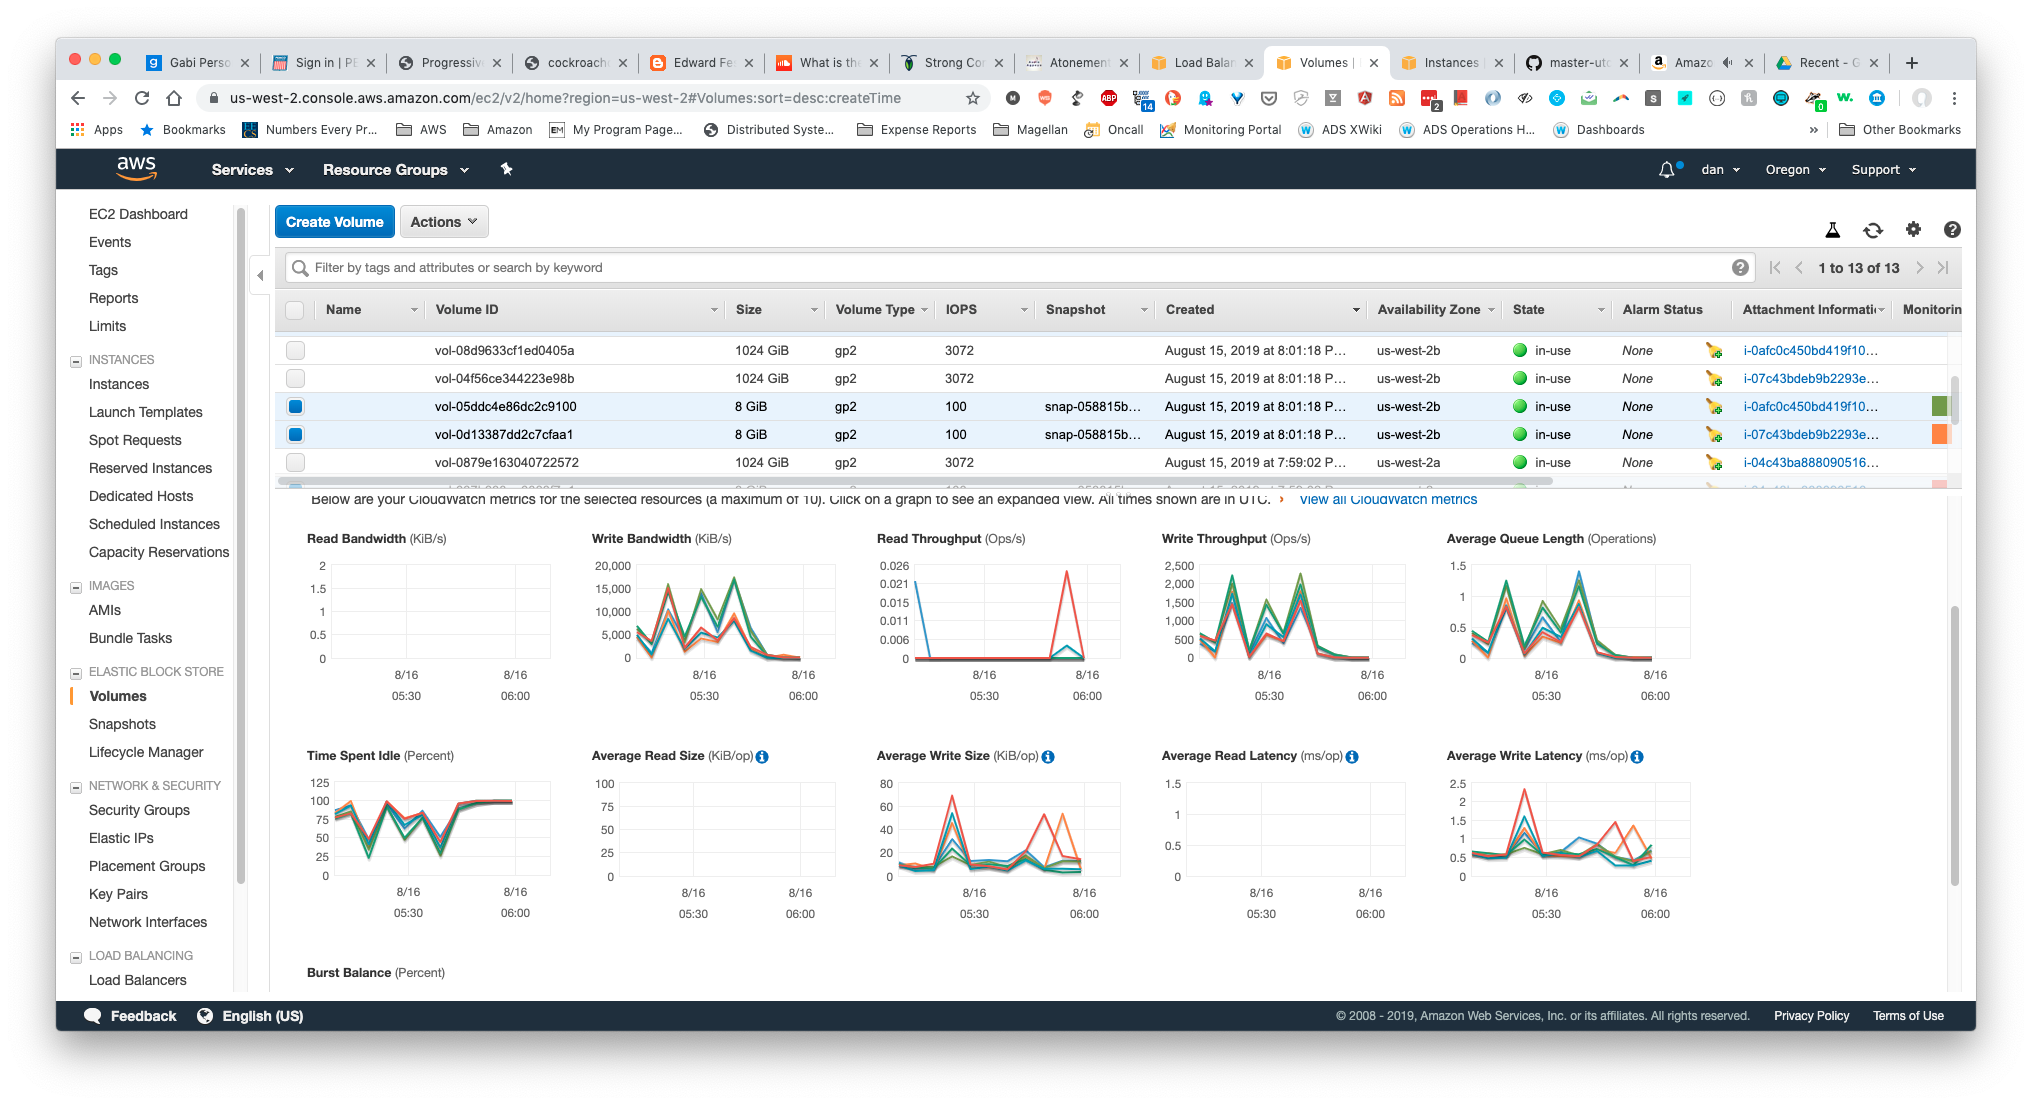 Gabi Perso
Sign in | PE
Progressive
cockroach
Edward Fe
What is the
Strong Con
Atonement
Load Balan
Volumes |
Instances |
master-uto
Amazo
Recent - G
us-west-2.console.aws.amazon.com/ec2/v2/home?region=us-west-2#Volumes:sort=desc:createTime
Apps Bookmarks Numbers Every Pr... AWS Amazon My Program Page... Distributed Syste... Expense Reports Magellan Oncall Monitoring Portal ADS XWiki ADS Operations H... Dashboards » Other Bookmarks
aws Services Resource Groups dan Oregon Support
EC2 Dashboard
Events
Tags
Reports
Limits
INSTANCES
Instances
Launch Templates
Spot Requests
Reserved Instances
Dedicated Hosts
Scheduled Instances
Capacity Reservations
IMAGES
AMIs
Bundle Tasks
ELASTIC BLOCK STORE
Volumes
Snapshots
Lifecycle Manager
NETWORK & SECURITY
Security Groups
Elastic IPs
Placement Groups
Key Pairs
Network Interfaces
LOAD BALANCING
Load Balancers
Create Volume Actions
Filter by tags and attributes or search by keyword
1 to 13 of 13
Name Volume ID Size Volume Type IOPS Snapshot Created Availability Zone State Alarm Status Attachment Informati Monitorin
vol-08d9633cf1ed0405a 1024 GiB gp2 3072 August 15, 2019 at 8:01:18 P... us-west-2b in-use None i-0afc0c450bd419f10...
vol-04f56ce344223e98b 1024 GiB gp2 3072 August 15, 2019 at 8:01:18 P... us-west-2b in-use None i-07c43bdeb9b2293e...
vol-05ddc4e86dc2c9100 8 GiB gp2 100 snap-058815b... August 15, 2019 at 8:01:18 P... us-west-2b in-use None i-0afc0c450bd419f10...
vol-0d13387dd2c7cfaa1 8 GiB gp2 100 snap-058815b... August 15, 2019 at 8:01:18 P... us-west-2b in-use None i-07c43bdeb9b2293e...
vol-0879e163040722572 1024 GiB gp2 3072 August 15, 2019 at 7:59:02 P... us-west-2a in-use None i-04c43ba888090516...
Below are your CloudWatch metrics for the selected resources (a maximum of 10). Click on a graph to see an expanded view. All times shown are in UTC. › View all CloudWatch metrics
Read Bandwidth (KiB/s)
2
1.5
1
0.5
0
8/16 8/16
05:30 06:00
Write Bandwidth (KiB/s)
20,000
15,000
10,000
5,000
0
8/16 8/16
05:30 06:00
Read Throughput (Ops/s)
0.026
0.021
0.015
0.011
0.006
0
8/16 8/16
05:30 06:00
Write Throughput (Ops/s)
2,500
2,000
1,500
1,000
500
0
8/16 8/16
05:30 06:00
Average Queue Length (Operations)
1.5
1
0.5
0
8/16 8/16
05:30 06:00
Time Spent Idle (Percent)
125
100
75
50
25
0
8/16 8/16
05:30 06:00
Average Read Size (KiB/op)
100
75
50
25
0
8/16 8/16
05:30 06:00
Average Write Size (KiB/op)
80
60
40
20
0
8/16 8/16
05:30 06:00
Average Read Latency (ms/op)
1.5
1
0.5
0
8/16 8/16
05:30 06:00
Average Write Latency (ms/op)
2.5
2
1.5
1
0.5
0
8/16 8/16
05:30 06:00
Burst Balance (Percent)
Feedback English (US) © 2008 - 2019, Amazon Web Services, Inc. or its affiliates. All rights reserved. Privacy Policy Terms of Use